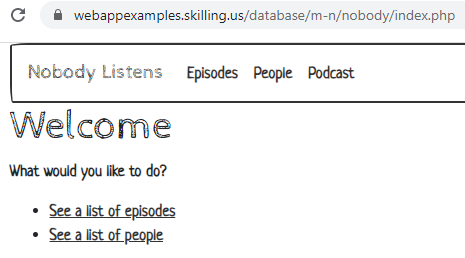 webappexamples.skilling.us/database/m-n/nobody/index.php
Nobody Listens Episodes People Podcast
Welcome
What would you like to do?
See a list of episodes
See a list of people